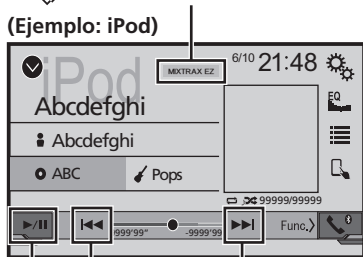 (Ejemplo: iPod)
iPod
MIXTRAX EZ
6/10 21:48
EQ
Abcdefghi
Abcdefghi
ABC
Pops
99999/99999
9999'99"
-9999'99
Func.